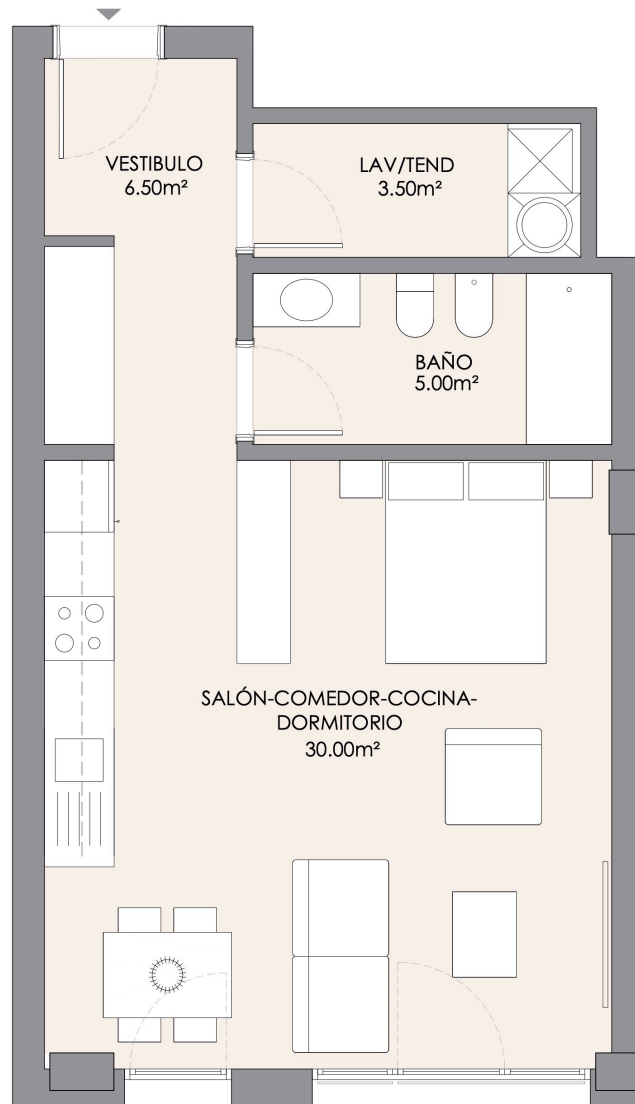 VESTIBULO
6.50m²
LAV/TEND
3.50m²
BAÑO
5.00m²
SALÓN-COMEDOR-COCINA-
DORMITORIO
30.00m²